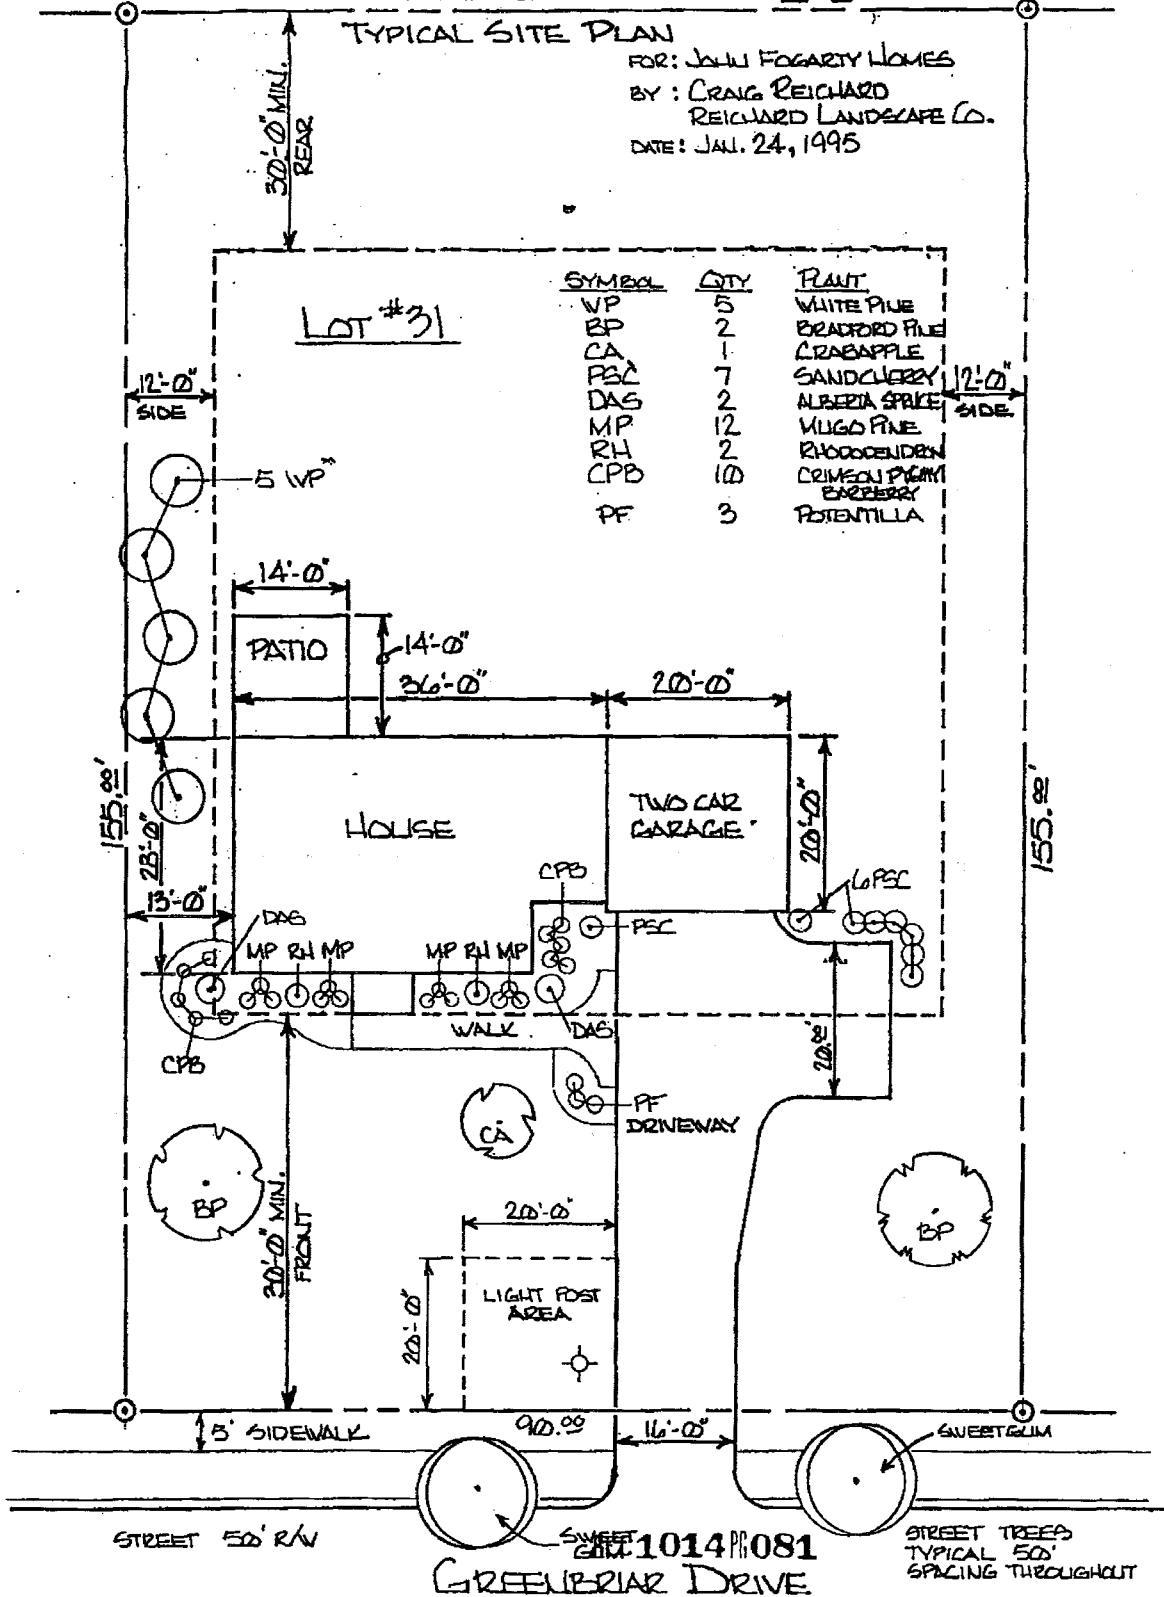 TYPICAL SITE PLAN
FOR: JOHN FOGARTY HOMES
BY : CRAIG REICHARD
REICHARD LANDSCAPE CO.
DATE: JAN. 24, 1995
30'-0" MIN.
REAR
LOT #31
SYMBOL QTY PLANT
WP 5 WHITE PINE
BP 2 BRADFORD PINE
CA 1 CRABAPPLE
PSC 7 SANDCHERRY
DAS 2 ALBERTA SPRUCE
MP 12 MUGO PINE
RH 2 RHODODENDRON
CPB 10 CRIMSON PYGMY
BARBERRY
PF 3 POTENTILLA
12'-0"
SIDE
12'-0"
SIDE
5 WP"
14'-0"
PATIO
14'-0"
36'-0"
20'-0"
155.00'
155.00'
23'-0"
HOUSE
TWO CAR
GARAGE
20'-0"
CPB
6 PSC
13'-0"
DAS
PSC
MP RH MP
MP RH MP
WALK
DAS
20.00'
CPB
PF
DRIVEWAY
CA
BP
BP
30'-0" MIN.
FRONT
20'-0"
20'-0"
LIGHT POST
AREA
5' SIDEWALK
90.00
16'-0"
SWEETGUM
STREET 50' R/W
SWEET
GUM
1014 PG 081
STREET TREES
TYPICAL 50'
SPACING THROUGHOUT
GREENBRIAR DRIVE